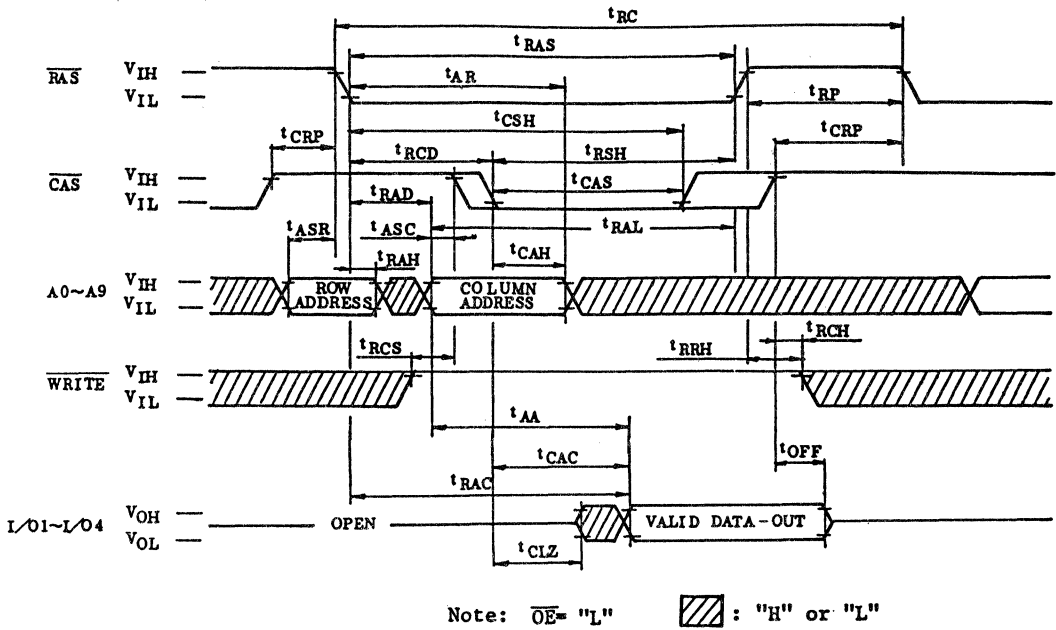 tRC
tRAS
RAS VIH
VIL
tAR
tRP
tCSH
tCRP
tCRP
tRCD
tRSH
CAS VIH
VIL
tCAS
tRAD
tASR
tASC
tRAL
tRAH
tCAH
A0~A9 VIH
VIL
ROW ADDRESS
COLUMN ADDRESS
tRCS
tRRH
tRCH
WRITE VIH
VIL
tAA
tCAC
tOFF
tRAC
I/O1~I/O4 VOH
VOL
OPEN
VALID DATA-OUT
tCLZ
Note: OE= "L" : "H" or "L"